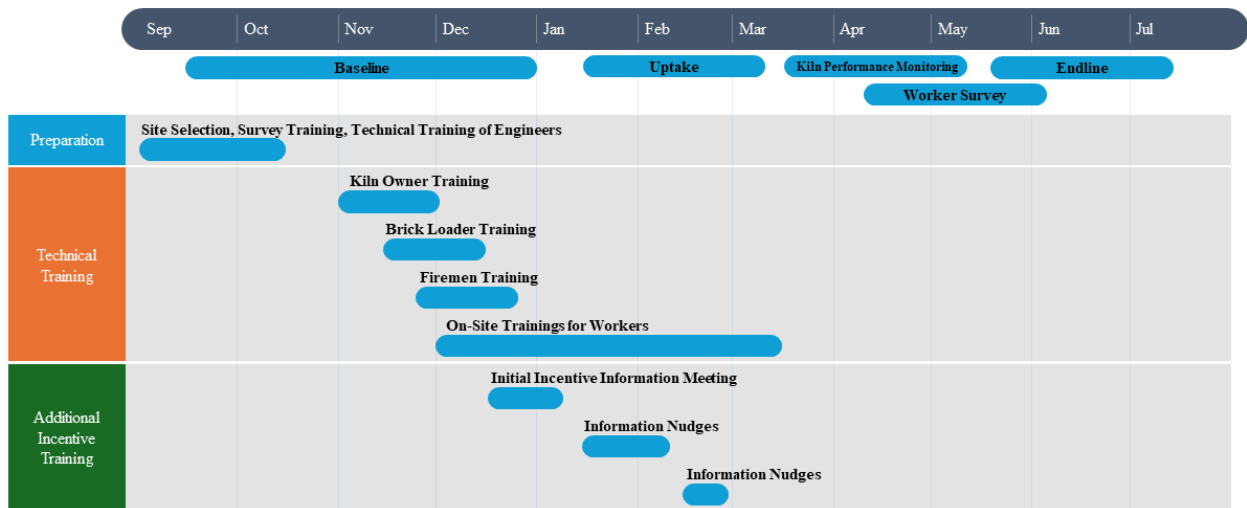 Sep Oct Nov Dec Jan Feb Mar Apr May Jun Jul
Baseline Uptake Kiln Performance Monitoring Endline
Worker Survey
Preparation
Site Selection, Survey Training, Technical Training of Engineers
Technical
Training
Kiln Owner Training
Brick Loader Training
Firemen Training
On-Site Trainings for Workers
Additional
Incentive
Training
Initial Incentive Information Meeting
Information Nudges
Information Nudges